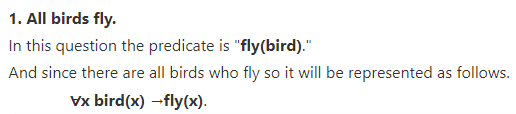 1. All birds fly.
In this question the predicate is "fly(bird)."
And since there are all birds who fly so it will be represented as follows.
∀x bird(x) →fly(x).